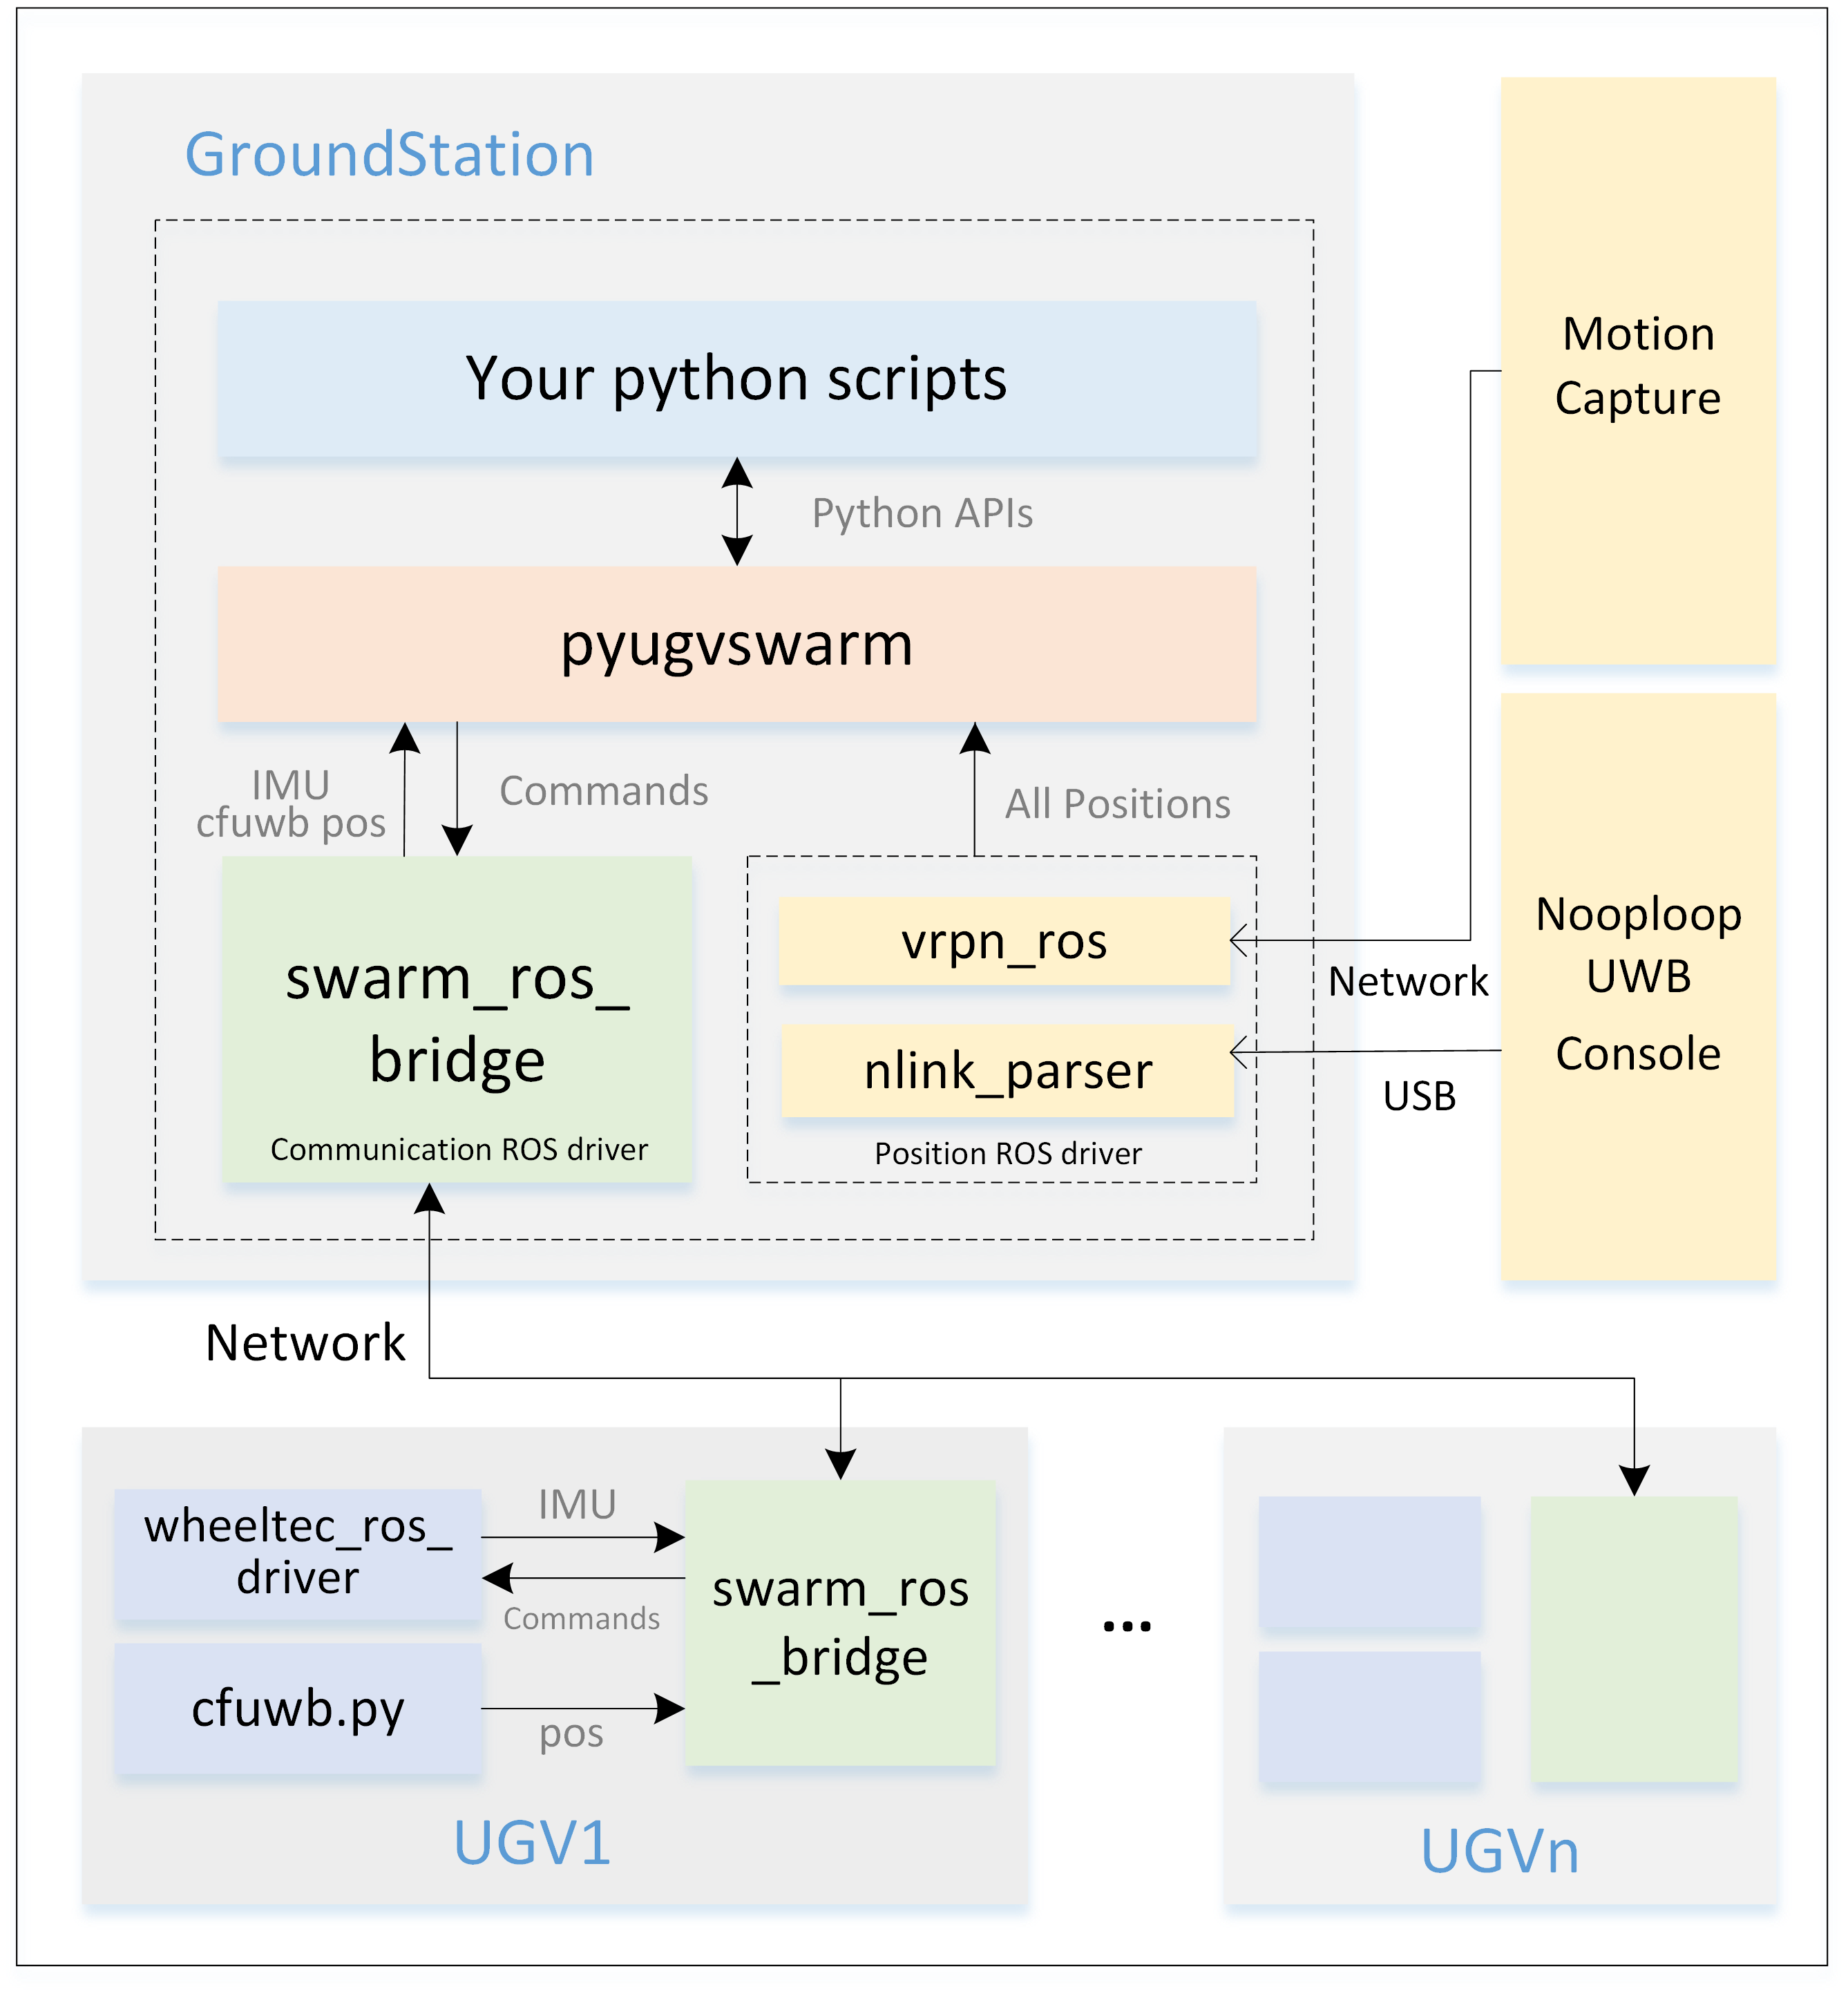 GroundStation
Your python scripts
Python APIs
pyugvswarm
IMU
cfuwb pos
Commands
All Positions
swarm_ros_
bridge
Communication ROS driver
vrpn_ros
nlink_parser
Position ROS driver
Motion
Capture
Nooploop
UWB
Console
Network
USB
Network
wheeltec_ros_
driver
IMU
Commands
cfuwb.py
pos
swarm_ros
_bridge
UGV1
...
UGVn